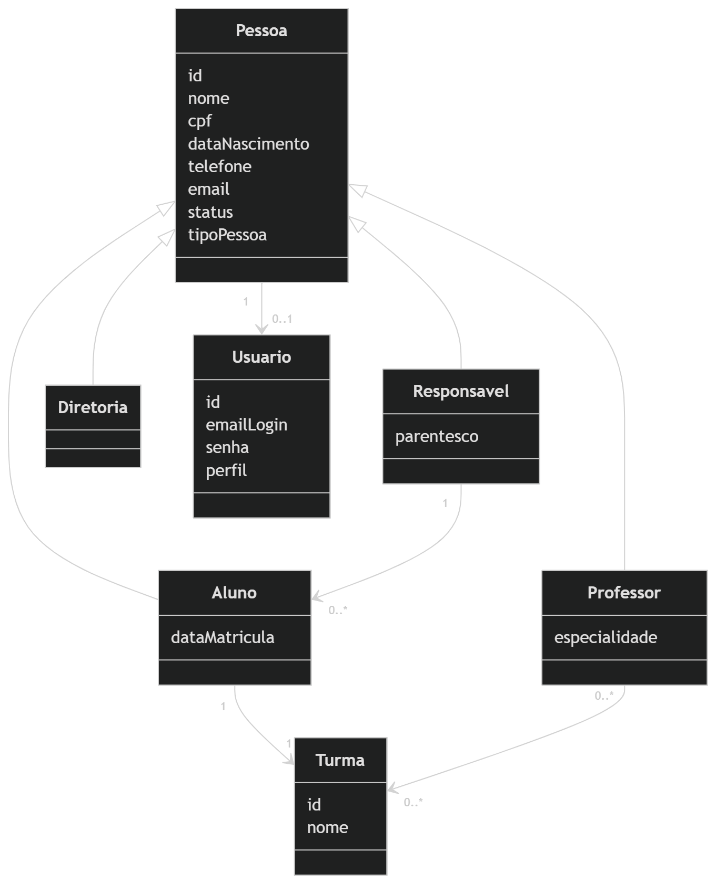 Pessoa
id
nome
cpf
dataNascimento
telefone
email
status
tipoPessoa
1
0..1
Usuario
id
emailLogin
senha
perfil
Diretoria
Responsavel
parentesco
1
0..*
Aluno
dataMatricula
Professor
especialidade
1
0..*
1
0..*
Turma
id
nome